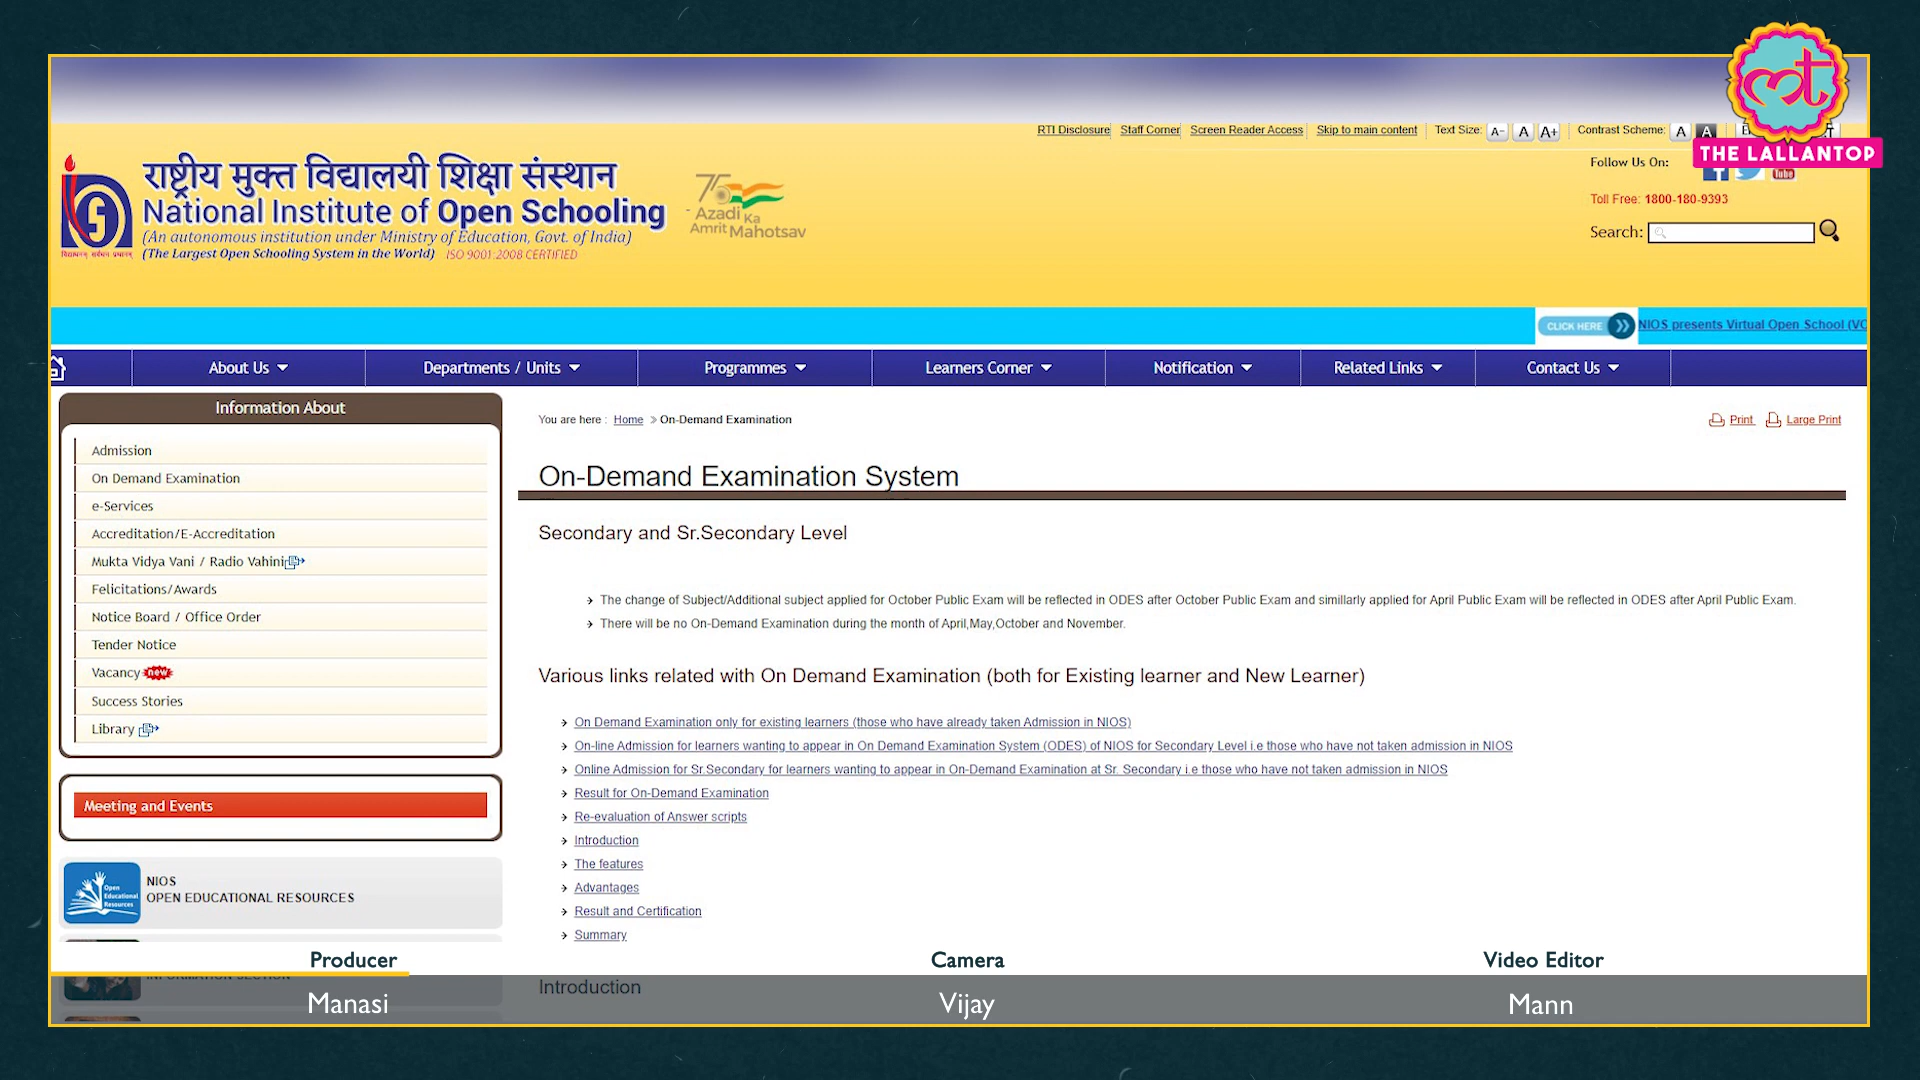 THE LALLANTOP
RTI Disclosure Staff Corner Screen Reader Access Skip to main content Text Size: A- A A+ Contrast Scheme: A A
राष्ट्रीय मुक्त विद्यालयी शिक्षा संस्थान
National Institute of Open Schooling
(An autonomous institution under Ministry of Education, Govt. of India)
(The Largest Open Schooling System in the World) ISO 9001:2008 CERTIFIED
75
Azadi Ka
Amrit Mahotsav
Follow Us On:
Toll Free: 1800-180-9393
Search:
CLICK HERE NIOS presents Virtual Open School
About Us Departments / Units Programmes Learners Corner Notification Related Links Contact Us
Information About
Admission
On Demand Examination
e-Services
Accreditation/E-Accreditation
Mukta Vidya Vani / Radio Vahini
Felicitations/Awards
Notice Board / Office Order
Tender Notice
Vacancy new
Success Stories
Library
Meeting and Events
Open Educational Resources
NIOS
OPEN EDUCATIONAL RESOURCES
You are here : Home » On-Demand Examination
Print Large Print
On-Demand Examination System
Secondary and Sr.Secondary Level
The change of Subject/Additional subject applied for October Public Exam will be reflected in ODES after October Public Exam and simillarly applied for April Public Exam will be reflected in ODES after April Public Exam.
There will be no On-Demand Examination during the month of April,May,October and November.
Various links related with On Demand Examination (both for Existing learner and New Learner)
On Demand Examination only for existing learners (those who have already taken Admission in NIOS)
On-line Admission for learners wanting to appear in On Demand Examination System (ODES) of NIOS for Secondary Level i.e those who have not taken admission in NIOS
Online Admission for Sr.Secondary for learners wanting to appear in On-Demand Examination at Sr. Secondary i.e those who have not taken admission in NIOS
Result for On-Demand Examination
Re-evaluation of Answer scripts
Introduction
The features
Advantages
Result and Certification
Summary
Introduction
Producer Camera Video Editor
Manasi Vijay Mann